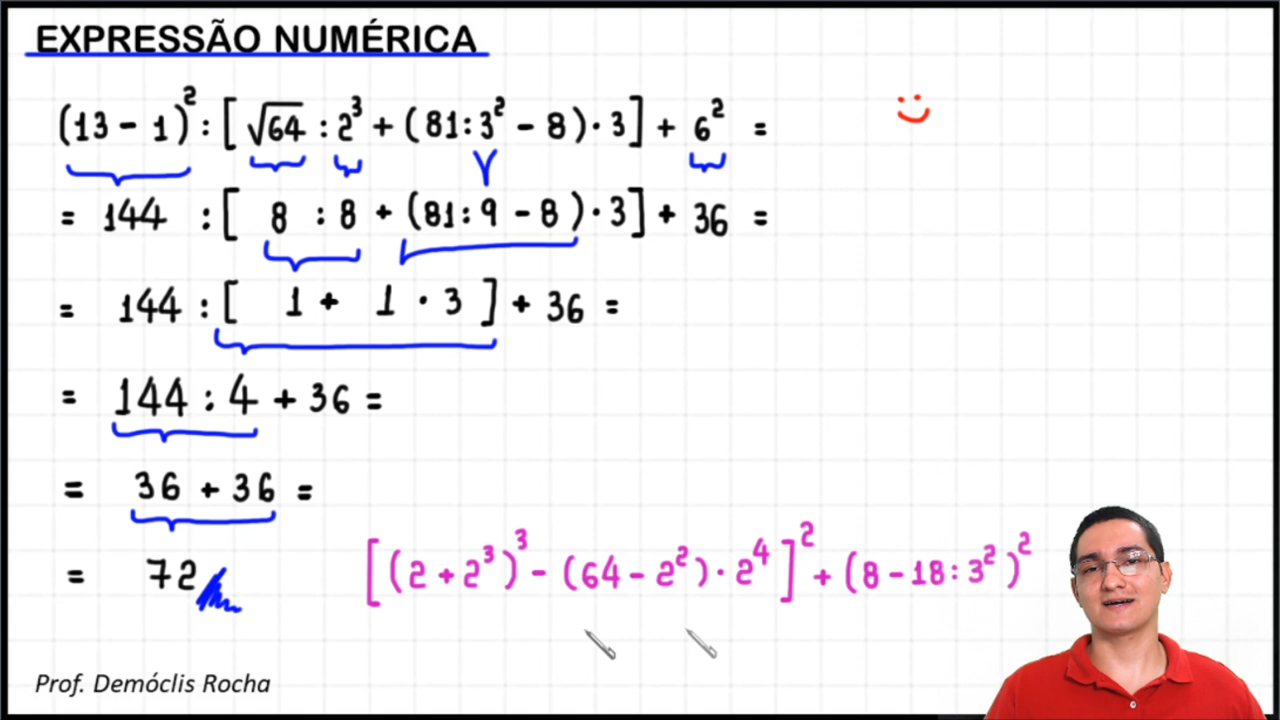 EXPRESSÃO NUMÉRICA
(13 - 1)² : [ √64 : 2³ + (81 : 3² - 8) · 3 ] + 6² =
= 144 : [ 8 : 8 + (81 : 9 - 8) · 3 ] + 36 =
= 144 : [ 1 + 1 · 3 ] + 36 =
= 144 : 4 + 36 =
= 36 + 36 =
= 72
[ (2 + 2³)³ - (64 - 2²) · 2⁴ ]² + (8 - 18 : 3²)²
Prof. Demóclis Rocha